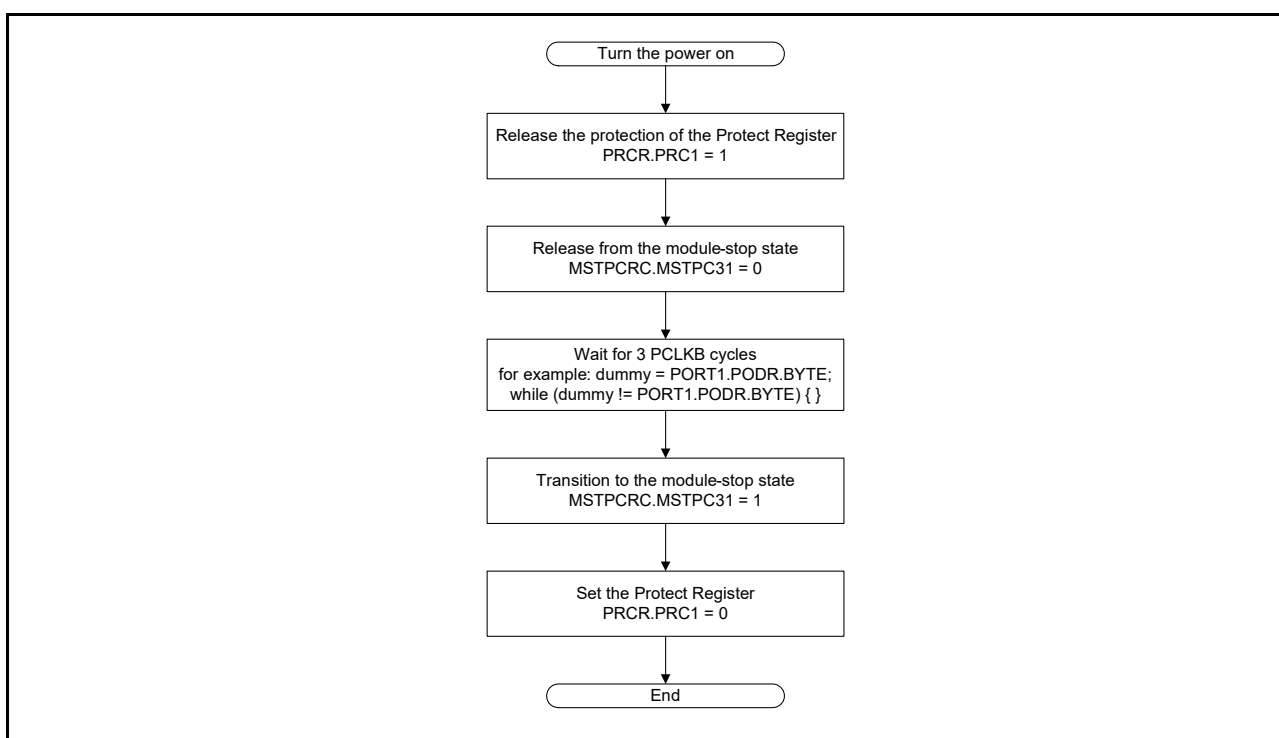 Turn the power on
Release the protection of the Protect Register
PRCR.PRC1 = 1
Release from the module-stop state
MSTPCRC.MSTPC31 = 0
Wait for 3 PCLKB cycles
for example: dummy = PORT1.PODR.BYTE;
while (dummy != PORT1.PODR.BYTE) { }
Transition to the module-stop state
MSTPCRC.MSTPC31 = 1
Set the Protect Register
PRCR.PRC1 = 0
End